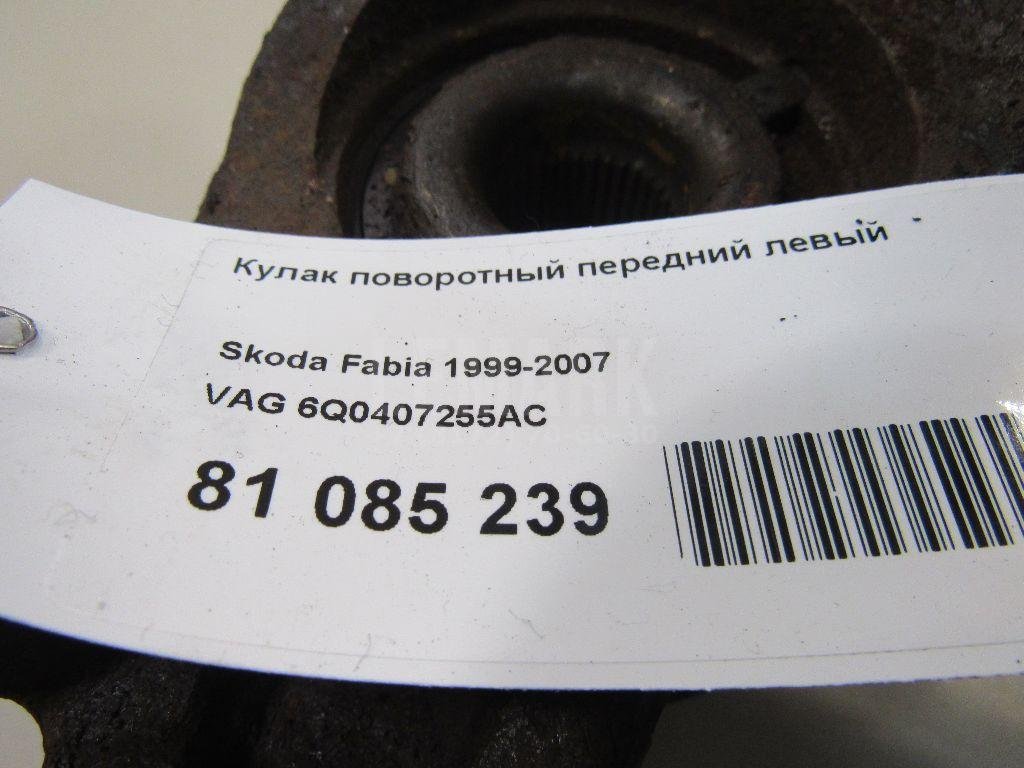 Кулак поворотный передний левый
Skoda Fabia 1999-2007
VAG 6Q0407255AC
81 085 239